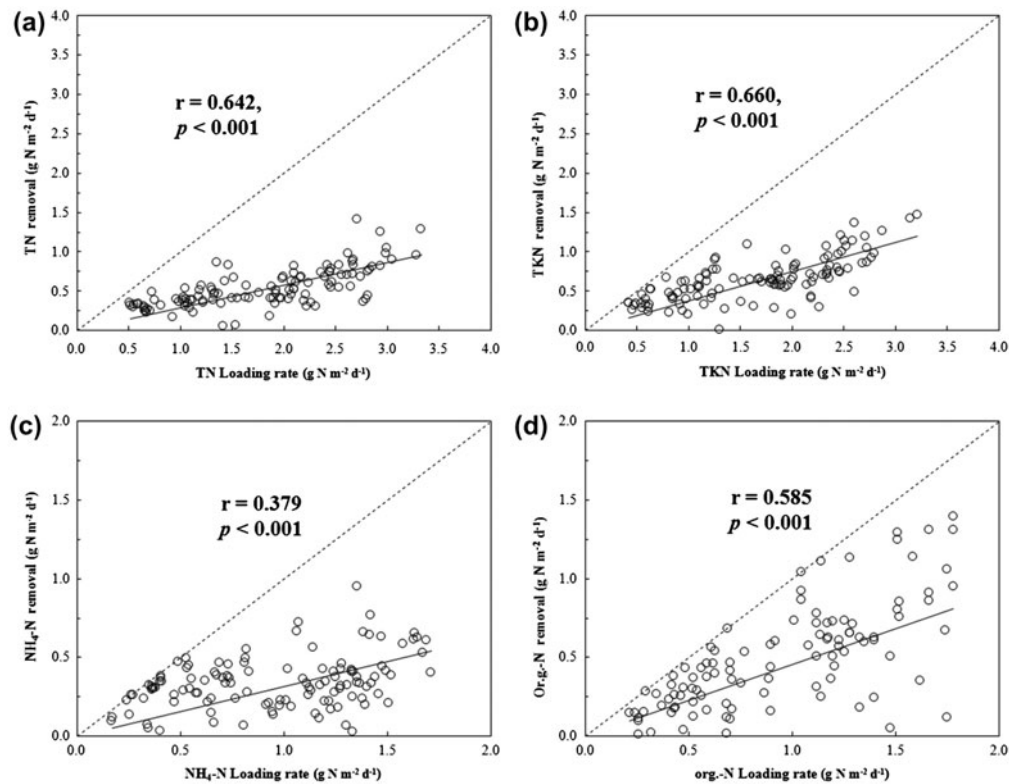 (a)
4.0
3.5
3.0
2.5
2.0
1.5
1.0
0.5
0.0
TN removal (g N m⁻² d⁻¹)
r = 0.642,
p < 0.001
0.0 0.5 1.0 1.5 2.0 2.5 3.0 3.5 4.0
TN Loading rate (g N m⁻² d⁻¹)
(b)
4.0
3.5
3.0
2.5
2.0
1.5
1.0
0.5
0.0
TKN removal (g N m⁻² d⁻¹)
r = 0.660,
p < 0.001
0.0 0.5 1.0 1.5 2.0 2.5 3.0 3.5 4.0
TKN Loading rate (g N m⁻² d⁻¹)
(c)
2.0
1.5
1.0
0.5
0.0
NH₄-N removal (g N m⁻² d⁻¹)
r = 0.379
p < 0.001
0.0 0.5 1.0 1.5 2.0
NH₄-N Loading rate (g N m⁻² d⁻¹)
(d)
2.0
1.5
1.0
0.5
0.0
Or.g.-N removal (g N m⁻² d⁻¹)
r = 0.585
p < 0.001
0.0 0.5 1.0 1.5 2.0
org.-N Loading rate (g N m⁻² d⁻¹)